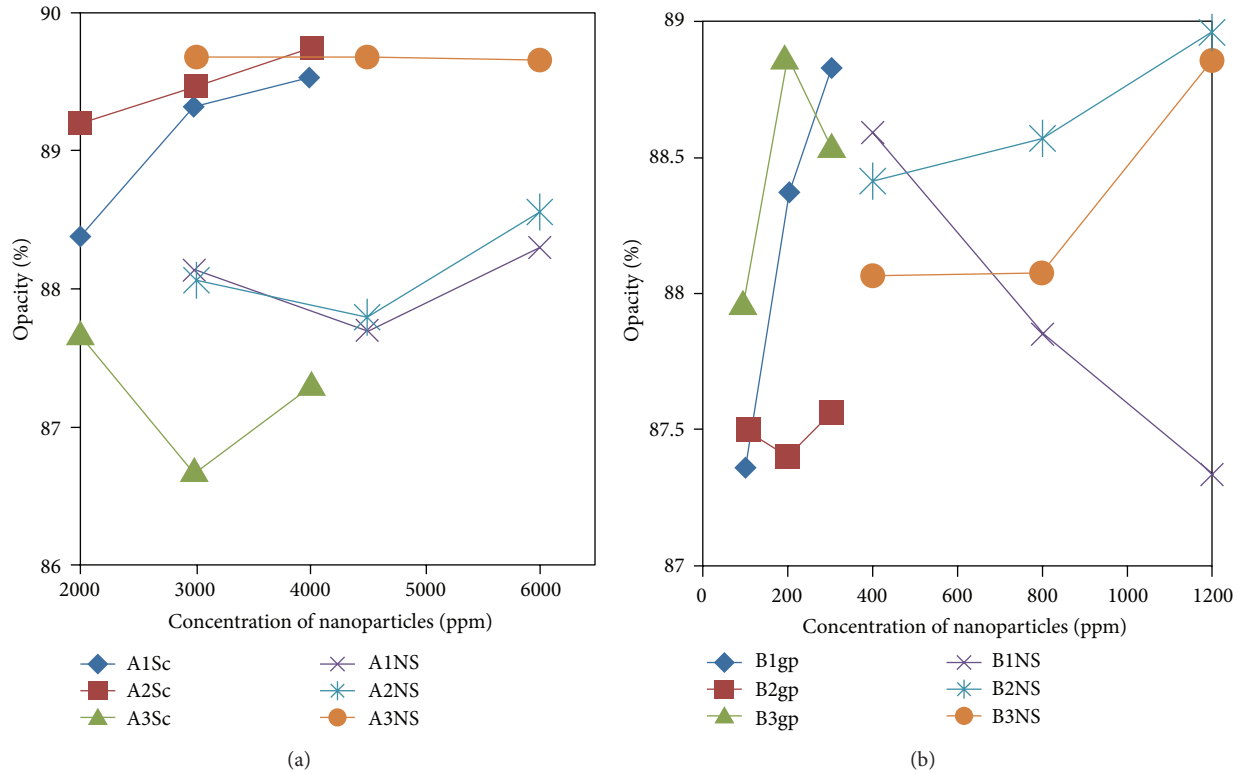 90
89
88
87
86
Opacity (%)
2000 3000 4000 5000 6000
Concentration of nanoparticles (ppm)
A1Sc A1NS
A2Sc A2NS
A3Sc A3NS
(a)
89
88.5
88
87.5
87
Opacity (%)
0 200 400 600 800 1000 1200
Concentration of nanoparticles (ppm)
B1gp B1NS
B2gp B2NS
B3gp B3NS
(b)